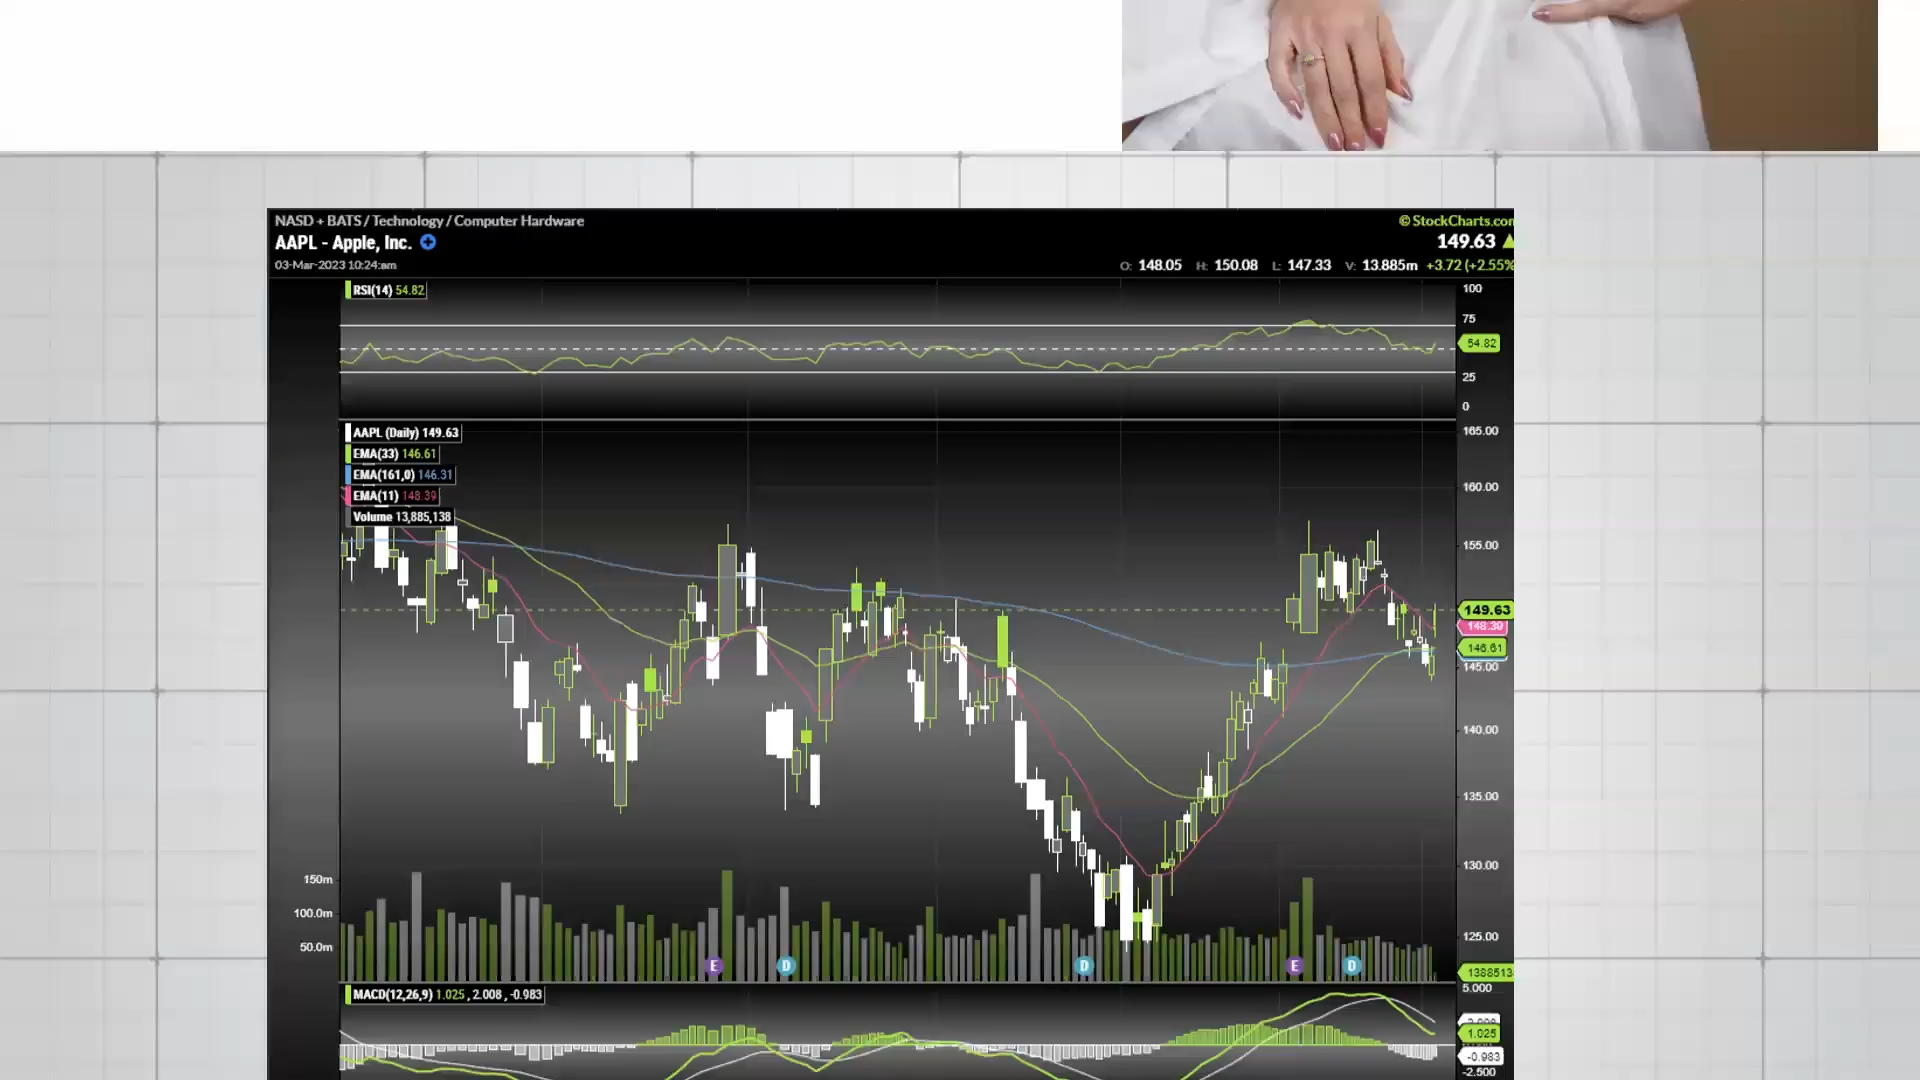 NASD + BATS / Technology / Computer Hardware
© StockCharts.com
AAPL - Apple, Inc.
149.63
03-Mar-2023 10:24:am
O: 148.05 H: 150.08 L: 147.33 V: 13.885m +3.72 (+2.55%
RSI(14) 54.82
100
75
54.82
25
0
AAPL (Daily) 149.63
165.00
EMA(33) 146.61
EMA(161,0) 146.31
160.00
EMA(11) 148.39
Volume 13,885,138
155.00
149.63
148.39
146.61
145.00
140.00
135.00
130.00
150m
100.0m
125.00
50.0m
E D D E D
1388513
5.000
MACD(12,26,9) 1.025, 2.008, -0.983
1.025
-0.983
-2.500